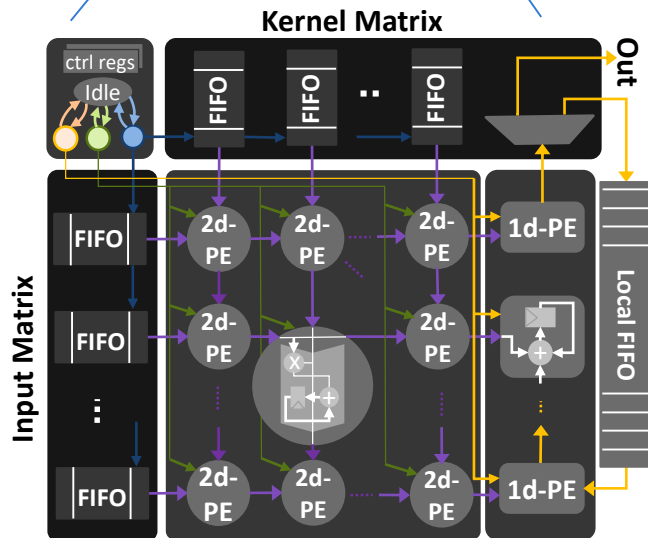 Kernel Matrix
ctrl regs
Idle
FIFO
FIFO
..
FIFO
Out
Input Matrix
FIFO
2d-
PE
2d-
PE
2d-
PE
1d-PE
FIFO
2d-
PE
X
+
2d-
PE
+
Local FIFO
FIFO
2d-
PE
2d-
PE
2d-
PE
1d-PE